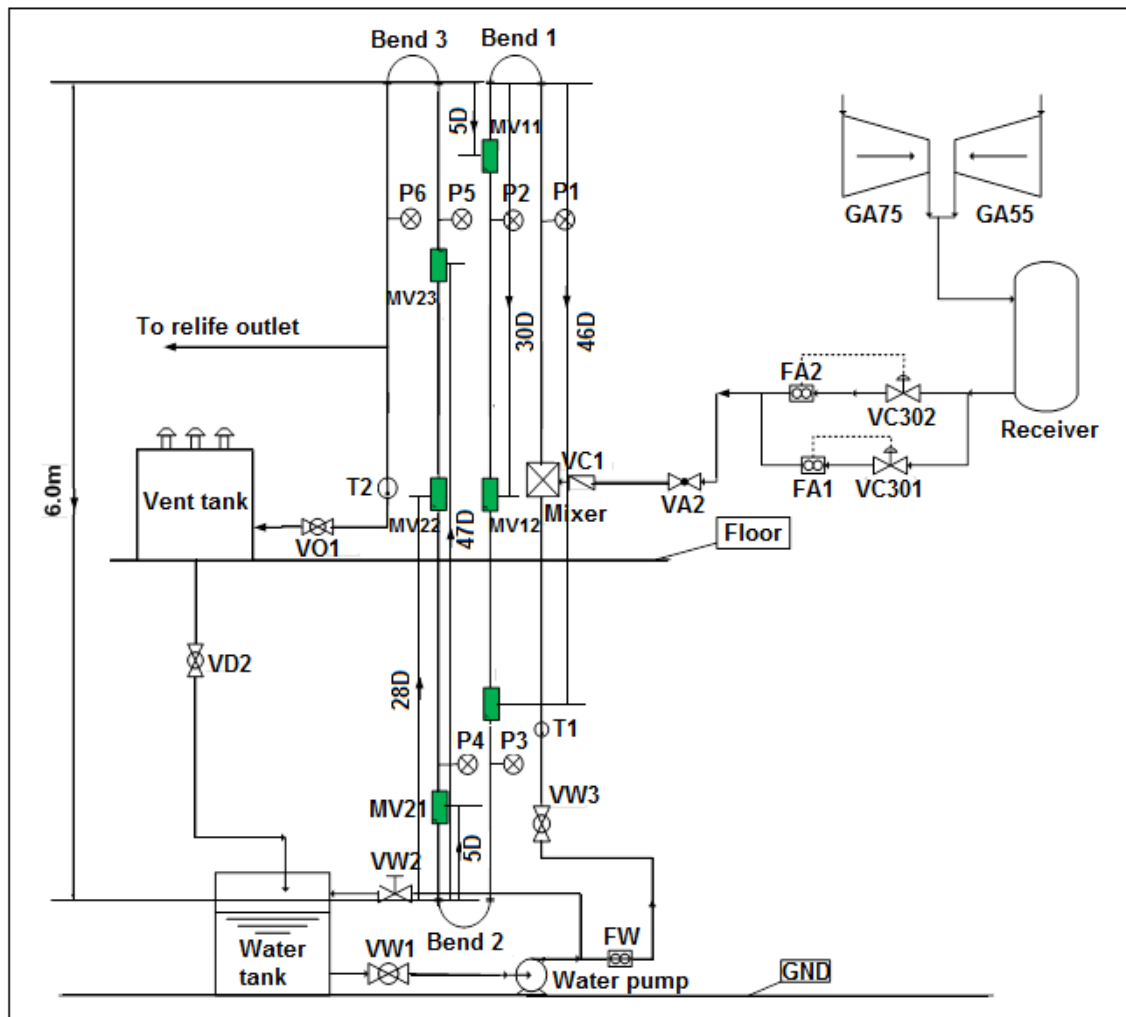 Bend 3
Bend 1
5D
MV11
P6
P5
P2
P1
GA75
GA55
MV23
To relife outlet
30D
46D
FA2
VC302
Receiver
FA1
VC301
6.0m
Vent tank
T2
VO1
MV22
47D
MV12
VC1
Mixer
VA2
Floor
VD2
28D
T1
P4
P3
MV21
5D
VW3
VW2
Bend 2
FW
Water
tank
VW1
Water pump
GND